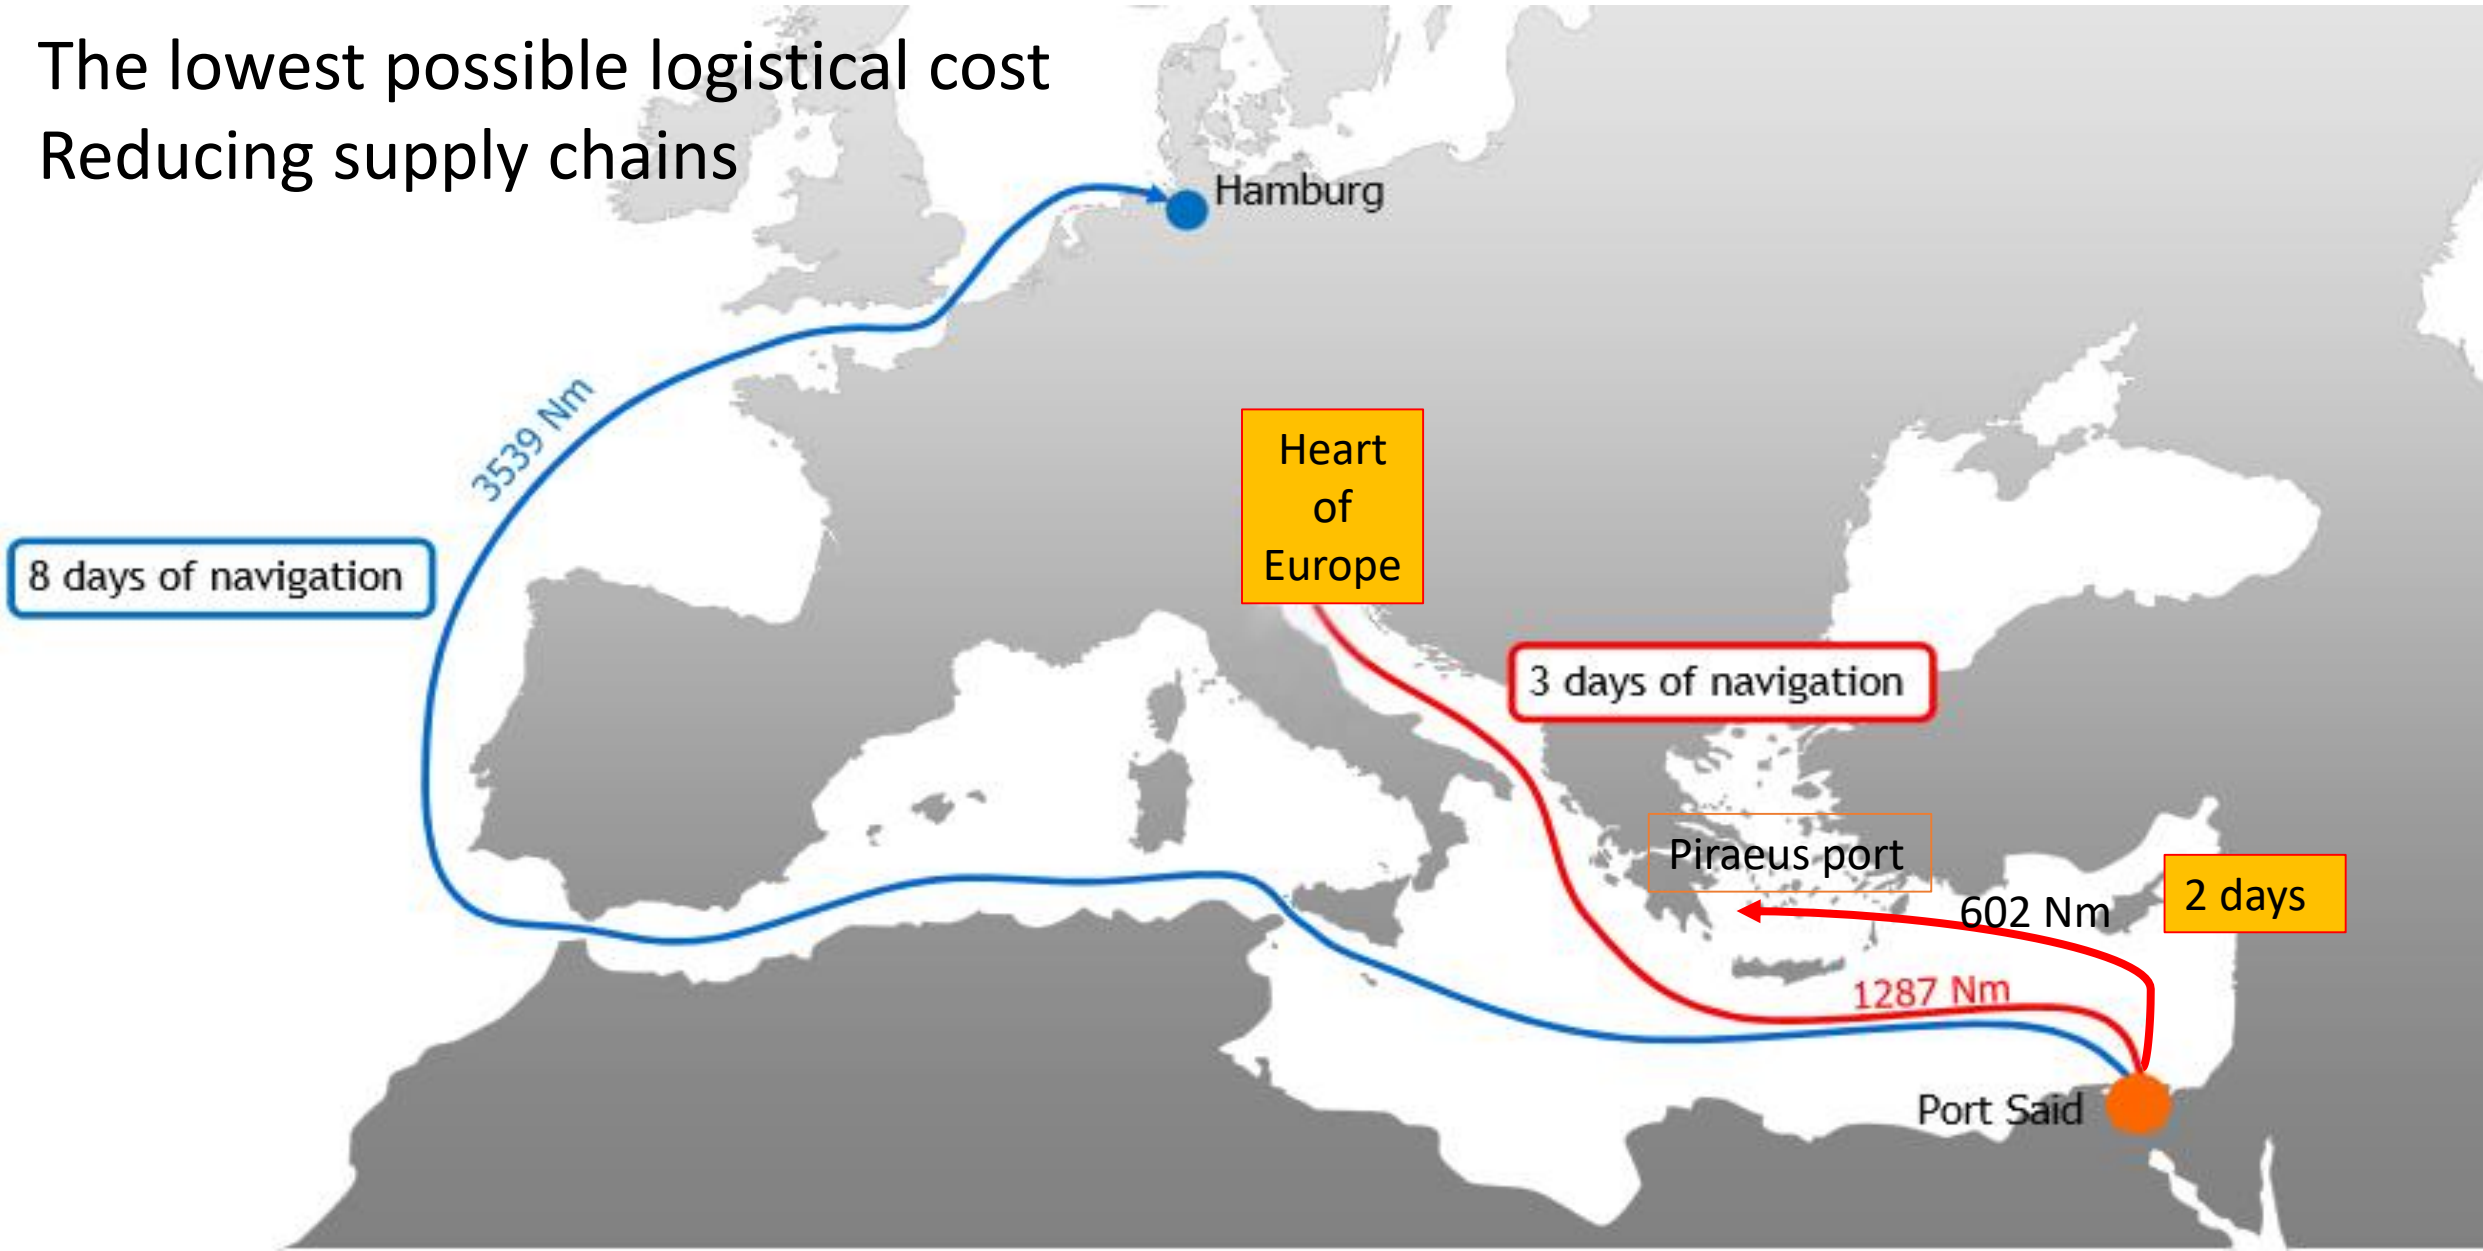 The lowest possible logistical cost
Reducing supply chains
Hamburg
3539 Nm
Heart
of
Europe
8 days of navigation
3 days of navigation
Piraeus port
2 days
602 Nm
1287 Nm
Port Said